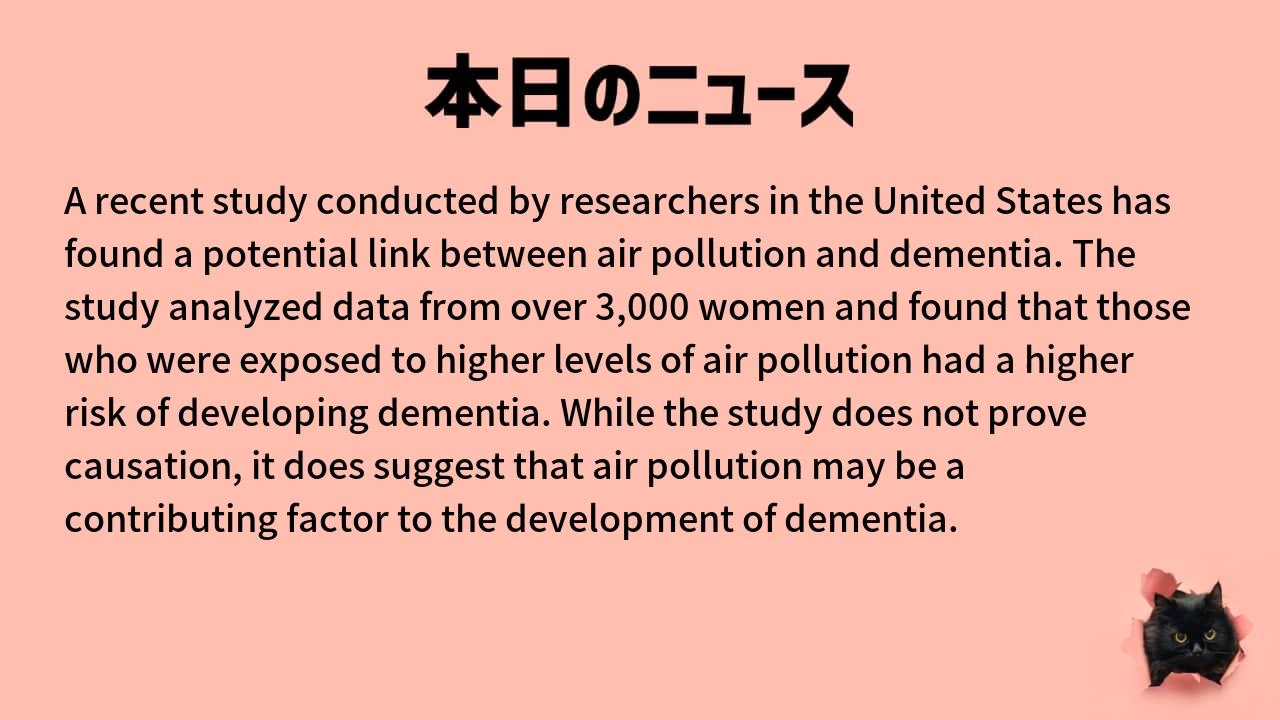 本日のニュース
A recent study conducted by researchers in the United States has
found a potential link between air pollution and dementia. The
study analyzed data from over 3,000 women and found that those
who were exposed to higher levels of air pollution had a higher
risk of developing dementia. While the study does not prove
causation, it does suggest that air pollution may be a
contributing factor to the development of dementia.